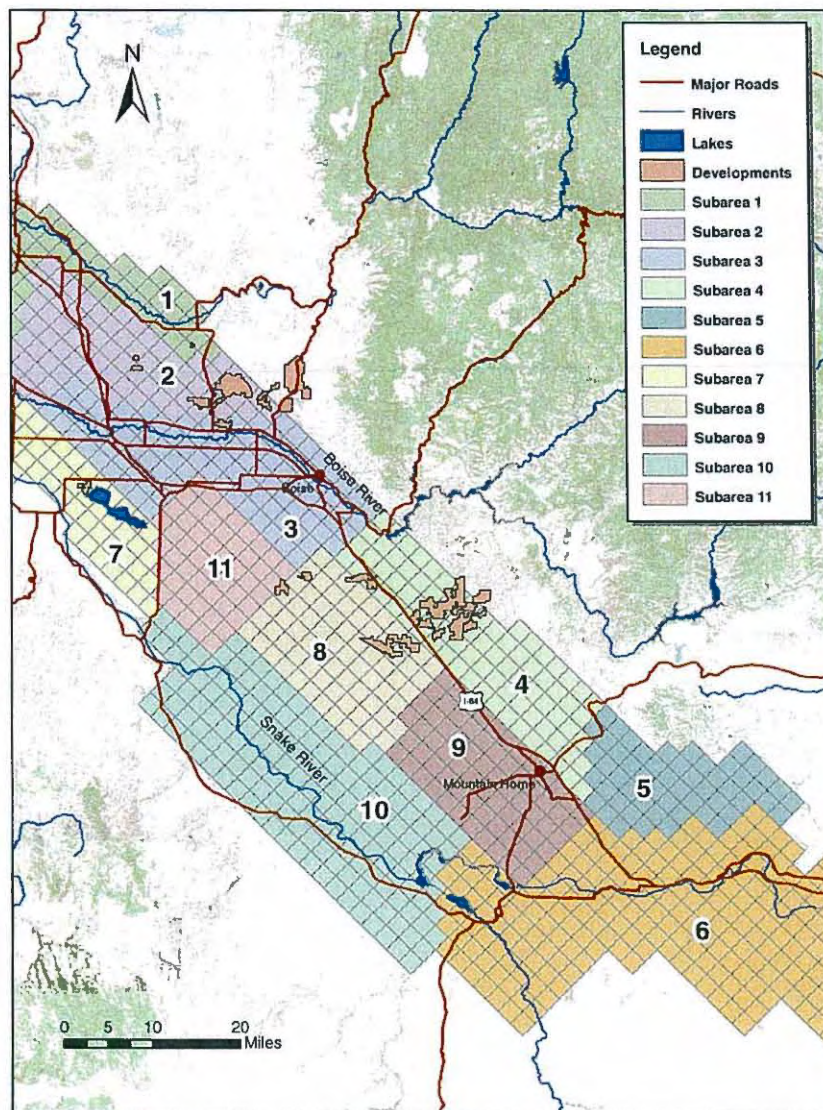 N
Legend
Major Roads
Rivers
Lakes
Developments
Subarea 1
Subarea 2
Subarea 3
Subarea 4
Subarea 5
Subarea 6
Subarea 7
Subarea 8
Subarea 9
Subarea 10
Subarea 11
1
2
Boise River
Boise
3
7
11
8
I-84
4
9
Snake River
Mountain Home
5
10
6
0 5 10 20
Miles